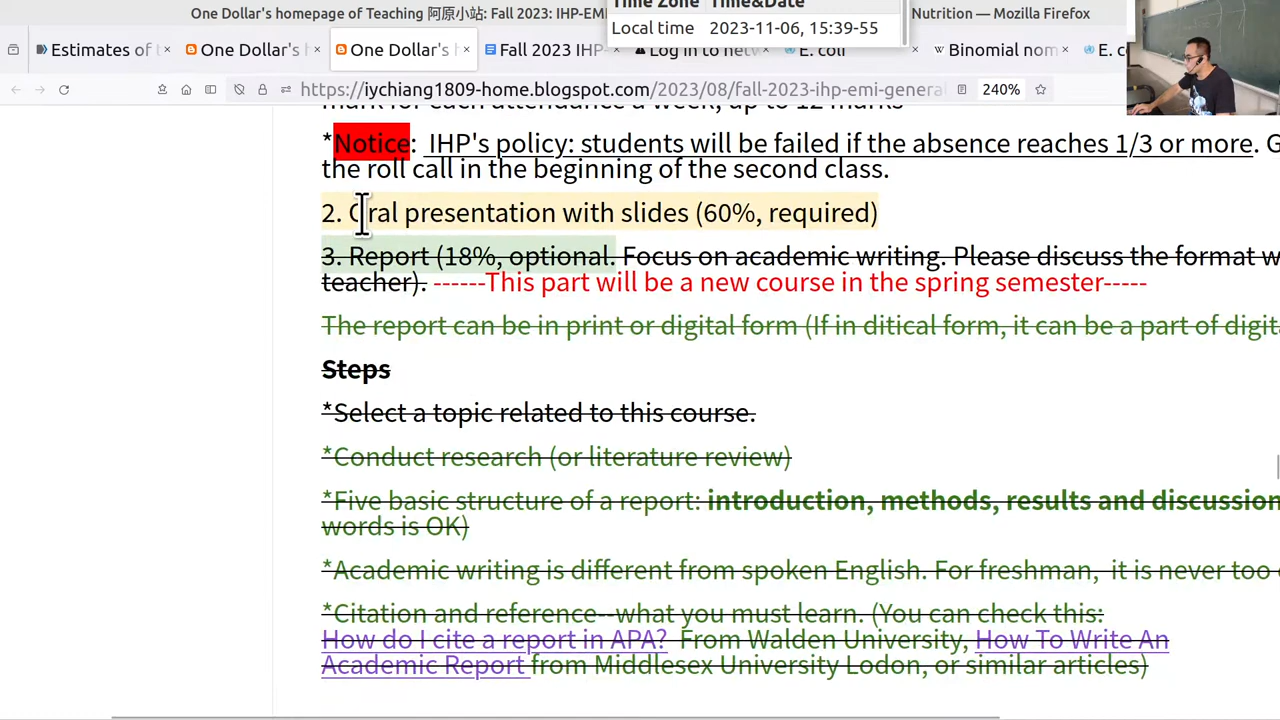 One Dollar's homepage of Teaching 阿原小站: Fall 2023: IHP-EMI
Nutrition — Mozilla Firefox
Time Zone Time&Date
Local time 2023-11-06, 15:39-55
Estimates of
One Dollar's h
One Dollar's h
Fall 2023 IHP-
Log in to netw
E. coli
Binomial nom
E. c
https://iychiang1809-home.blogspot.com/2023/08/fall-2023-ihp-emi-genera
240%
mark for each attendance a week, up to 12 marks
*Notice: IHP's policy: students will be failed if the absence reaches 1/3 or more. G
the roll call in the beginning of the second class.
2. Oral presentation with slides (60%, required)
3. Report (18%, optional. Focus on academic writing. Please discuss the format w
teacher). ------This part will be a new course in the spring semester-----
The report can be in print or digital form (If in ditical form, it can be a part of digit
Steps
*Select a topic related to this course.
*Conduct research (or literature review)
*Five basic structure of a report: introduction, methods, results and discussion
words is OK)
*Academic writing is different from spoken English. For freshman, it is never too
*Citation and reference--what you must learn. (You can check this:
How do I cite a report in APA? From Walden University, How To Write An
Academic Report from Middlesex University Lodon, or similar articles)